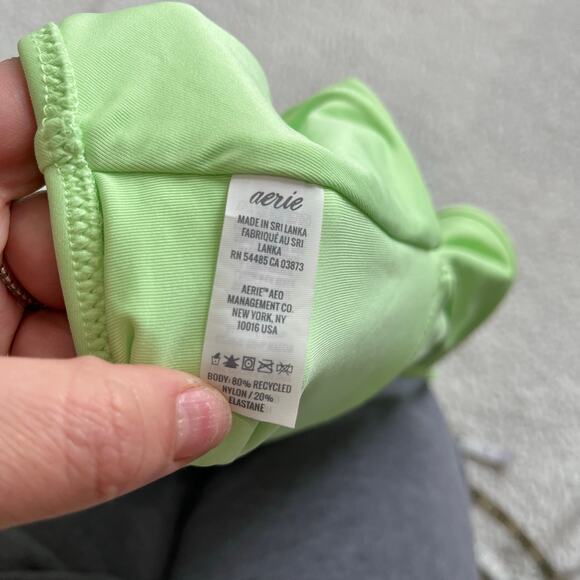 aerie
MADE IN SRI LANKA
FABRIQUÉ AU SRI
LANKA
RN 54485 CA 03873
AERIE™ AEO
MANAGEMENT CO.
NEW YORK, NY
10016 USA
BODY: 80% RECYCLED
NYLON / 20%
ELASTANE